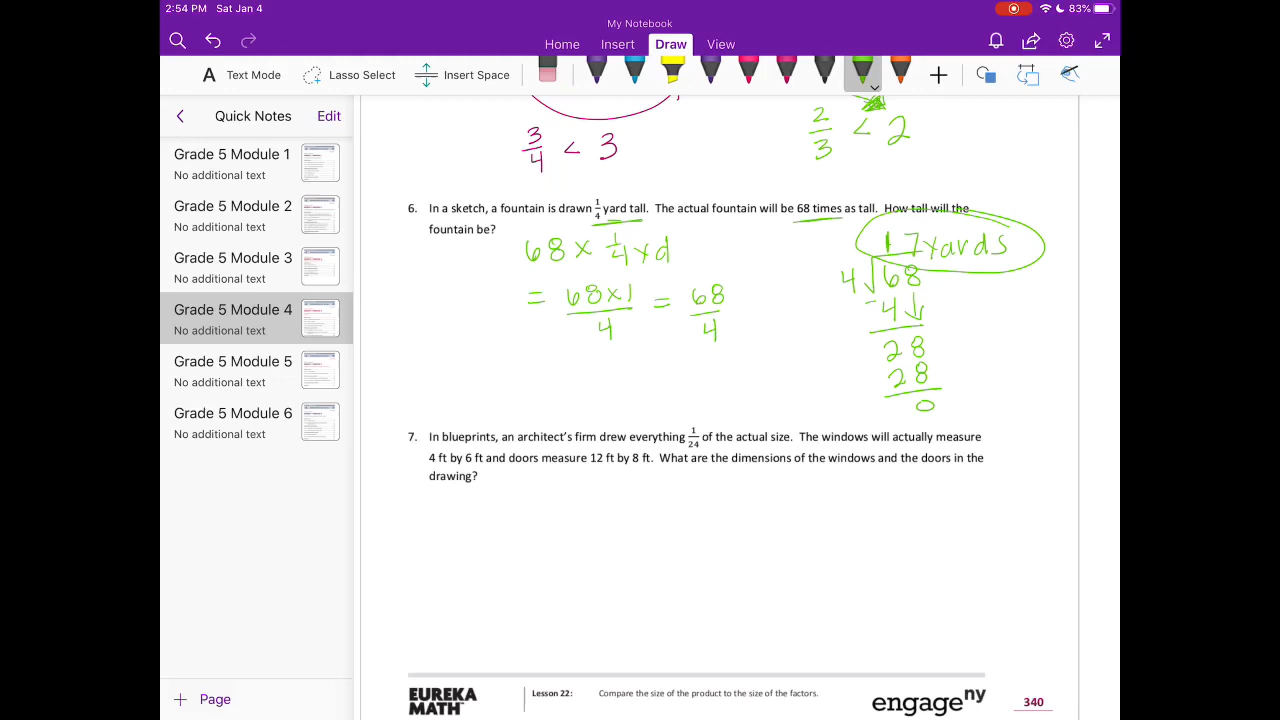 2:54 PM Sat Jan 4
83%
My Notebook
Home Insert Draw View
Text Mode
Lasso Select
Insert Space
Quick Notes Edit
Grade 5 Module 1
No additional text
Grade 5 Module 2
No additional text
Grade 5 Module 3
No additional text
Grade 5 Module 4
No additional text
Grade 5 Module 5
No additional text
Grade 5 Module 6
No additional text
Page
3/4 < 3
2/3 < 2
6. In a sketch, a fountain is drawn 1/4 yard tall. The actual fountain will be 68 times as tall. How tall will the
fountain be?
68 × 1/4 yd
= 68×1/4 = 68/4
17 yards
4 68
-4
28
28
0
7. In blueprints, an architect's firm drew everything 1/24 of the actual size. The windows will actually measure
4 ft by 6 ft and doors measure 12 ft by 8 ft. What are the dimensions of the windows and the doors in the
drawing?
EUREKA
MATH™
Lesson 22: Compare the size of the product to the size of the factors.
engageny
340